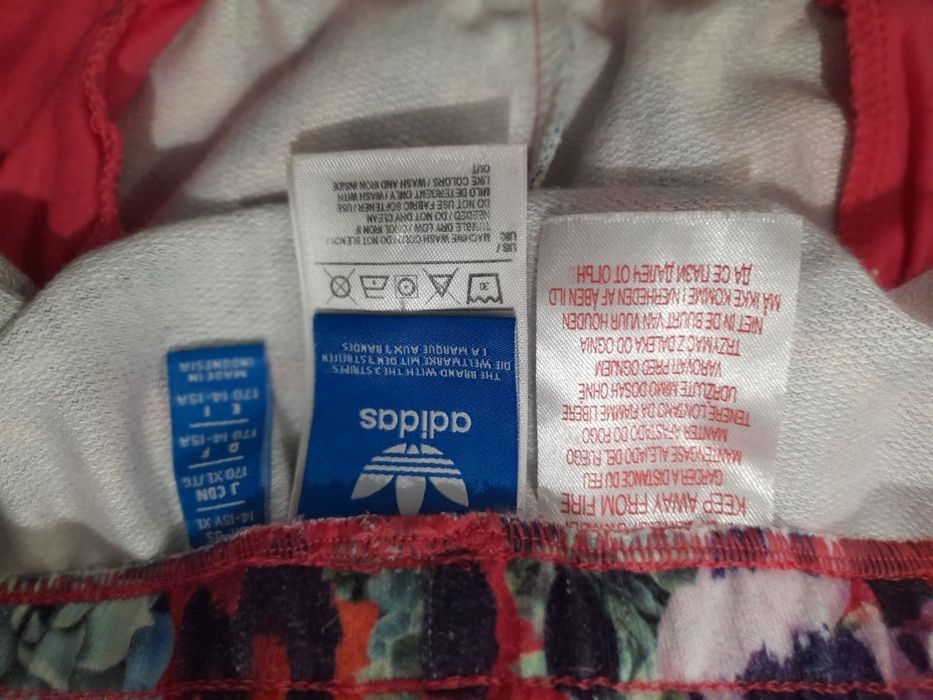 US /
UK
MACHINE WASH COLD / DO NOT BLEACH /
TUMBLE DRY LOW / COOL IRON IF
NEEDED / DO NOT DRY CLEAN
DO NOT USE FABRIC SOFTENER / USE
MILD DETERGENT ONLY / WASH WITH
LIKE COLORS / WASH AND IRON INSIDE
OUT
30
adidas
THE BRAND WITH THE 3 STRIPES
DIE WELTMARKE MIT DEN 3 STREIFEN
LA MARQUE AUX 3 BANDES
14-15Y XL
J CDN
170 XL/TG
D F
170 14-15A
E I
170 14-15A
MADE IN
INDONESIA
KEEP AWAY FROM FIRE
GARDER A DISTANCE DU FEU
MANTENGASE ALEJADO DEL FUEGO
MANTER AFASTADO DO FOGO
TENERE LONTANO DA FIAMME LIBERE
UDRŽUJTE MIMO DOSAH OHNE
VAROVAT PRED OGNJEM
TRZYMAĆ Z DALEKA OD OGNIA
NIET IN DE BUURT VAN VUUR HOUDEN
MÅ IKKE KOMME I NÆRHEDEN AF ÅBEN ILD
ДА СЕ ПАЗИ ДАЛЕЧ ОТ ОГЪН